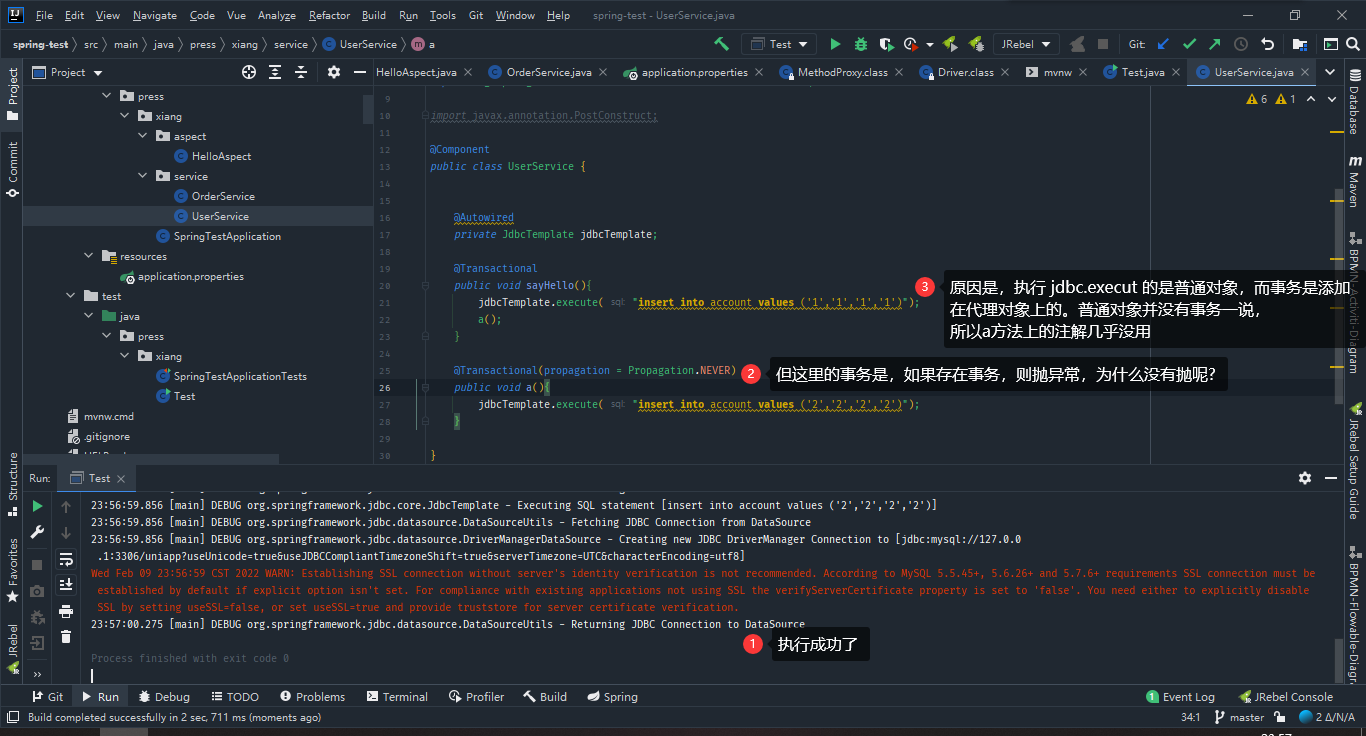 File Edit View Navigate Code Vue Analyze Refactor Build Run Tools Git Window Help spring-test - UserService.java
spring-test src main java press xiang service UserService a
Test JRebel Git:
Project
HelloAspect.java OrderService.java application.properties MethodProxy.class Driver.class mvnw Test.java UserService.java
6 1
press
xiang
aspect
HelloAspect
service
OrderService
UserService
SpringTestApplication
resources
application.properties
test
java
press
xiang
SpringTestApplicationTests
Test
mvnw.cmd
.gitignore
9
10 import javax.annotation.PostConstruct;
11
12 @Component
13 public class UserService {
14
15
16 @Autowired
17 private JdbcTemplate jdbcTemplate;
18
19 @Transactional
20 public void sayHello(){
21 jdbcTemplate.execute( sql: "insert into account values ('1','1','1','1')");
22 a();
23 }
24
25 @Transactional(propagation = Propagation.NEVER)
26 public void a(){
27 jdbcTemplate.execute( sql: "insert into account values ('2','2','2','2')");
28 }
29
30 }
3 原因是，执行 jdbc.execut 的是普通对象，而事务是添加
在代理对象上的。普通对象并没有事务一说，
所以a方法上的注解几乎没用
2 但这里的事务是，如果存在事务，则抛异常，为什么没有抛呢?
Project
Commit
Structure
Favorites
JRebel
Database
Maven
BPMN-Activiti-Diagram
JRebel Setup Guide
BPMN-Flowable-Diagr
Run: Test
23:56:59.856 [main] DEBUG org.springframework.jdbc.core.JdbcTemplate - Executing SQL statement [insert into account values ('2','2','2','2')]
23:56:59.856 [main] DEBUG org.springframework.jdbc.datasource.DataSourceUtils - Fetching JDBC Connection from DataSource
23:56:59.856 [main] DEBUG org.springframework.jdbc.datasource.DriverManagerDataSource - Creating new JDBC DriverManager Connection to [jdbc:mysql://127.0.0
.1:3306/uniapp?useUnicode=true&useJDBCCompliantTimezoneShift=true&serverTimezone=UTC&characterEncoding=utf8]
Wed Feb 09 23:56:59 CST 2022 WARN: Establishing SSL connection without server's identity verification is not recommended. According to MySQL 5.5.45+, 5.6.26+ and 5.7.6+ requirements SSL connection must be
established by default if explicit option isn't set. For compliance with existing applications not using SSL the verifyServerCertificate property is set to 'false'. You need either to explicitly disable
SSL by setting useSSL=false, or set useSSL=true and provide truststore for server certificate verification.
23:57:00.275 [main] DEBUG org.springframework.jdbc.datasource.DataSourceUtils - Returning JDBC Connection to DataSource
1 执行成功了
Process finished with exit code 0
Git Run Debug TODO Problems Terminal Profiler Build Spring 1 Event Log JRebel Console
Build completed successfully in 2 sec, 711 ms (moments ago) 34:1 master 2 Δ/N/A